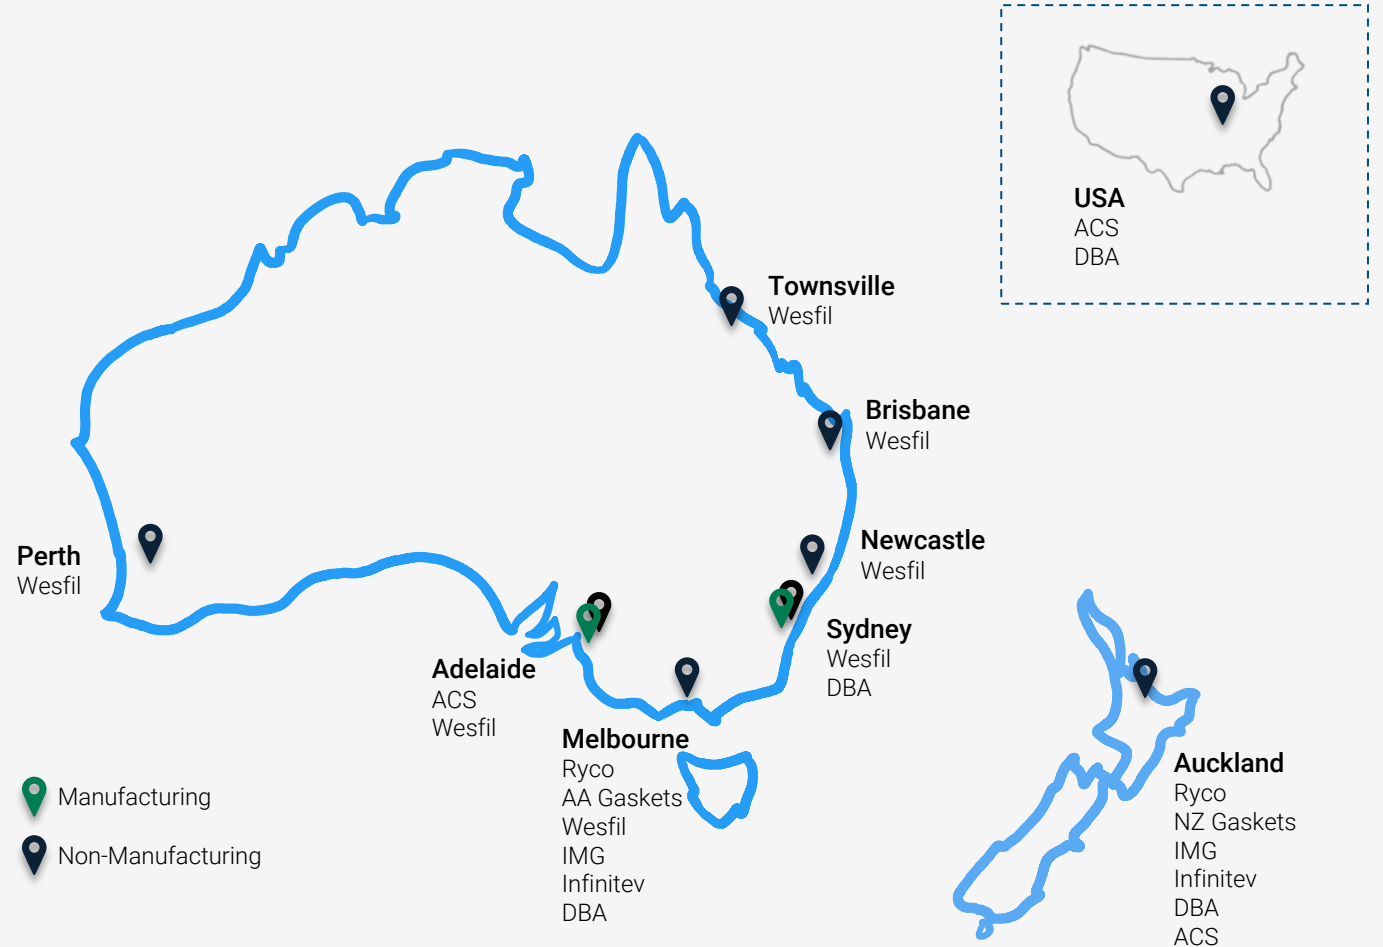 USA
ACS
DBA
Townsville
Wesfil
Brisbane
Wesfil
Newcastle
Wesfil
Perth
Wesfil
Sydney
Wesfil
DBA
Adelaide
ACS
Wesfil
Melbourne
Ryco
AA Gaskets
Wesfil
IMG
Infinitev
DBA
Auckland
Ryco
NZ Gaskets
IMG
Infinitev
DBA
ACS
Manufacturing
Non-Manufacturing